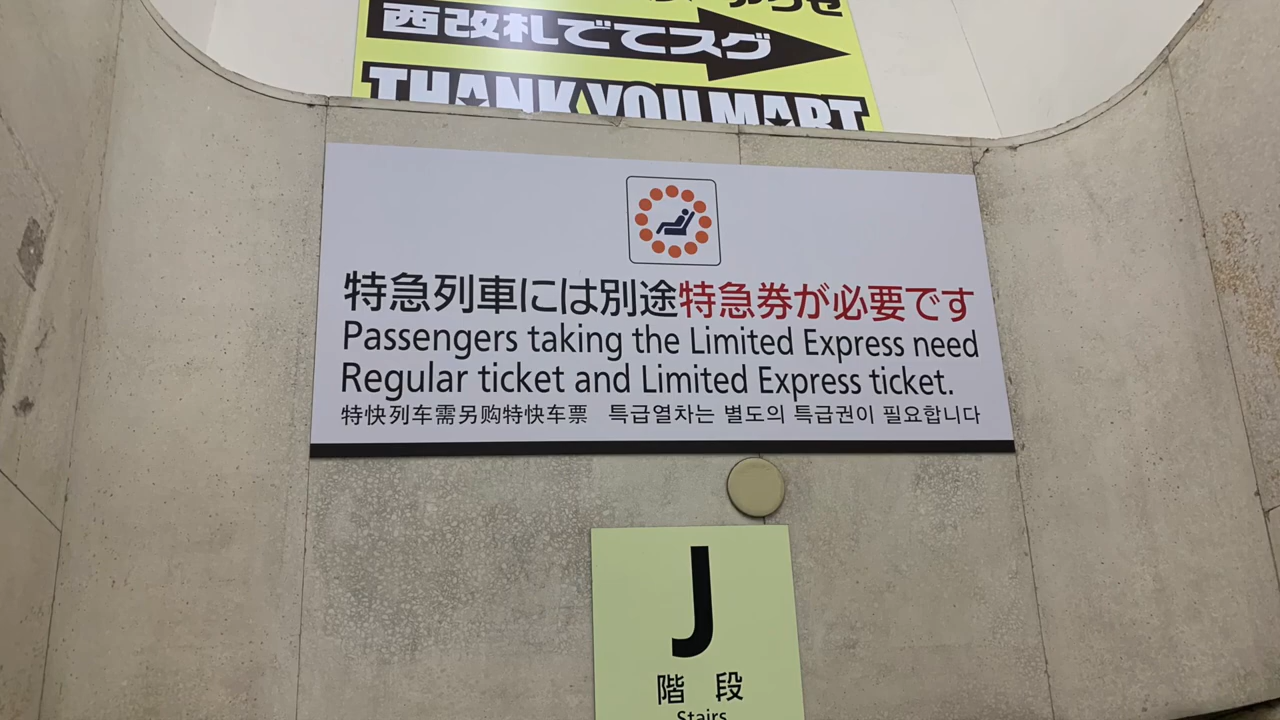 西改札でてスグ
THANK YOU MART
特急列車には別途特急券が必要です
Passengers taking the Limited Express need
Regular ticket and Limited Express ticket.
特快列车需另购特快车票 특급열차는 별도의 특급권이 필요합니다
J
階段
Stairs